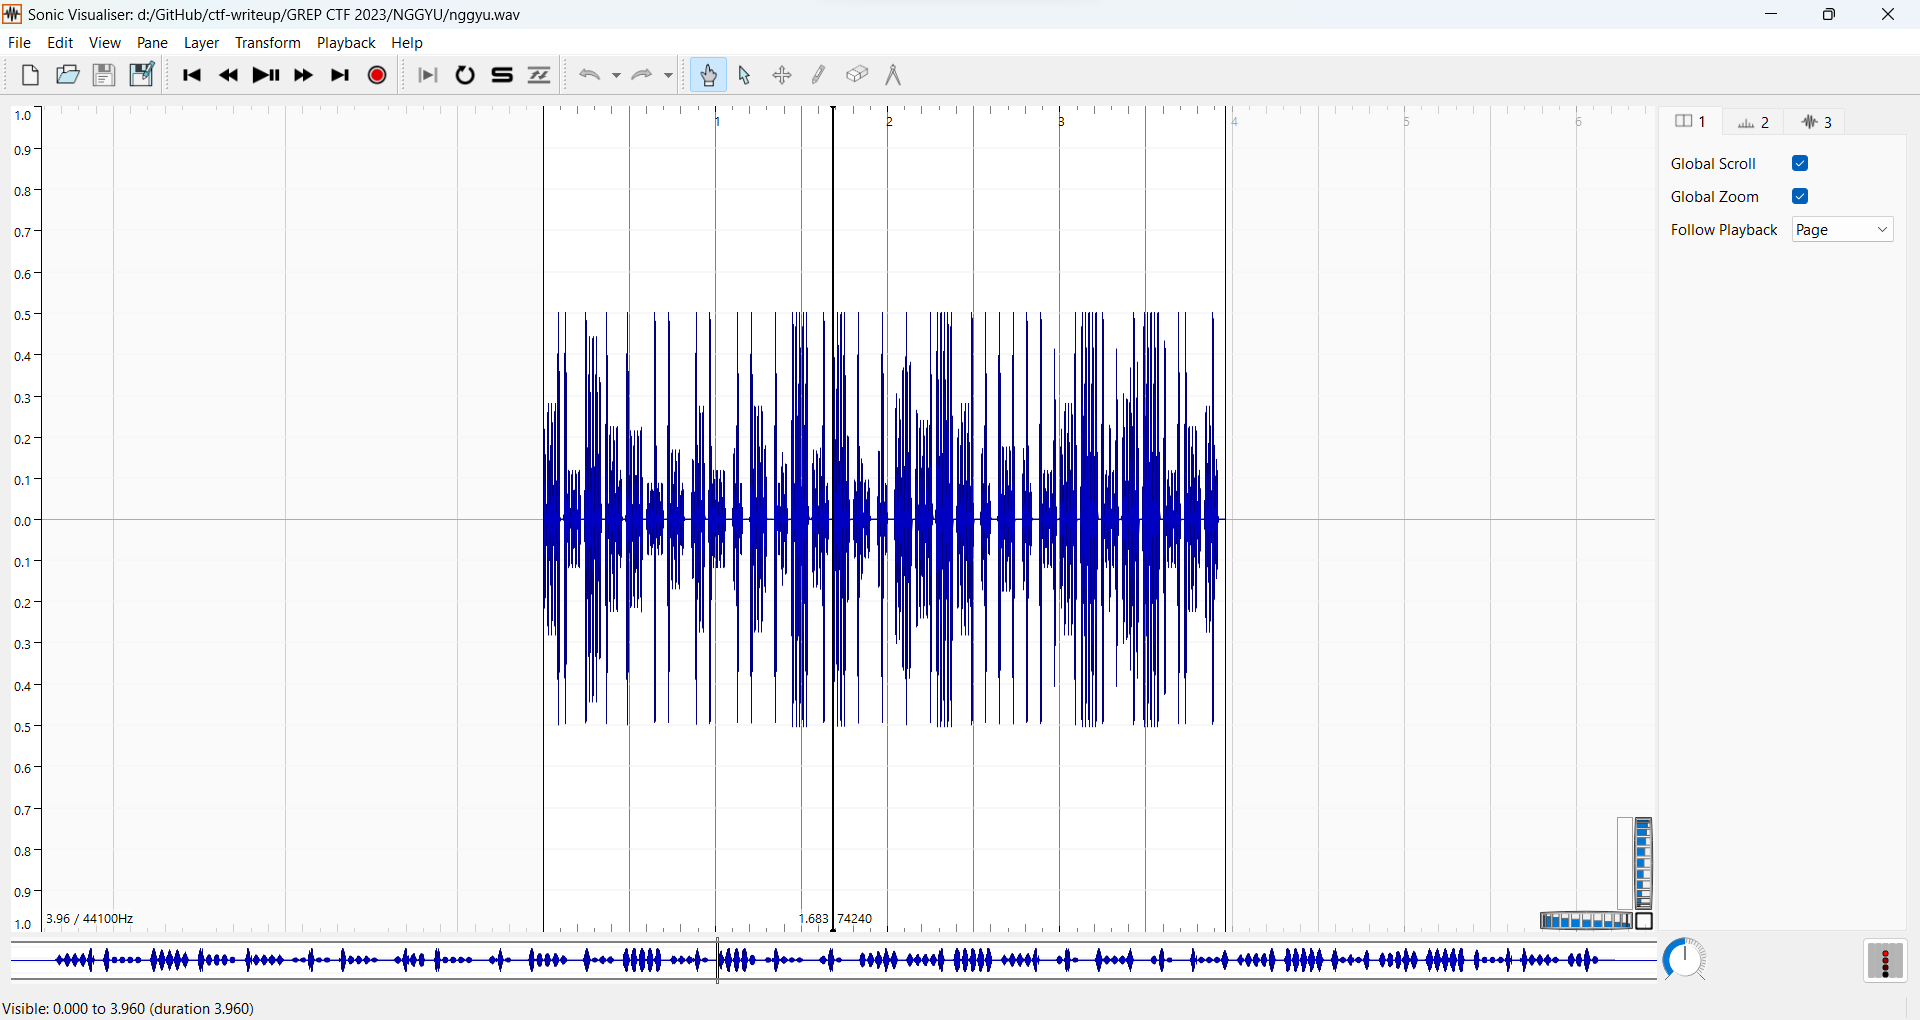 Sonic Visualiser: d:/GitHub/ctf-writeup/GREP CTF 2023/NGGYU/nggyu.wav
File Edit View Pane Layer Transform Playback Help
1.0
0.9
0.8
0.7
0.6
0.5
0.4
0.3
0.2
0.1
0.0
0.1
0.2
0.3
0.4
0.5
0.6
0.7
0.8
0.9
1.0
1 2 3 4 5 6
3.96 / 44100Hz
1.683 74240
1 2 3
Global Scroll
Global Zoom
Follow Playback Page
Visible: 0.000 to 3.960 (duration 3.960)